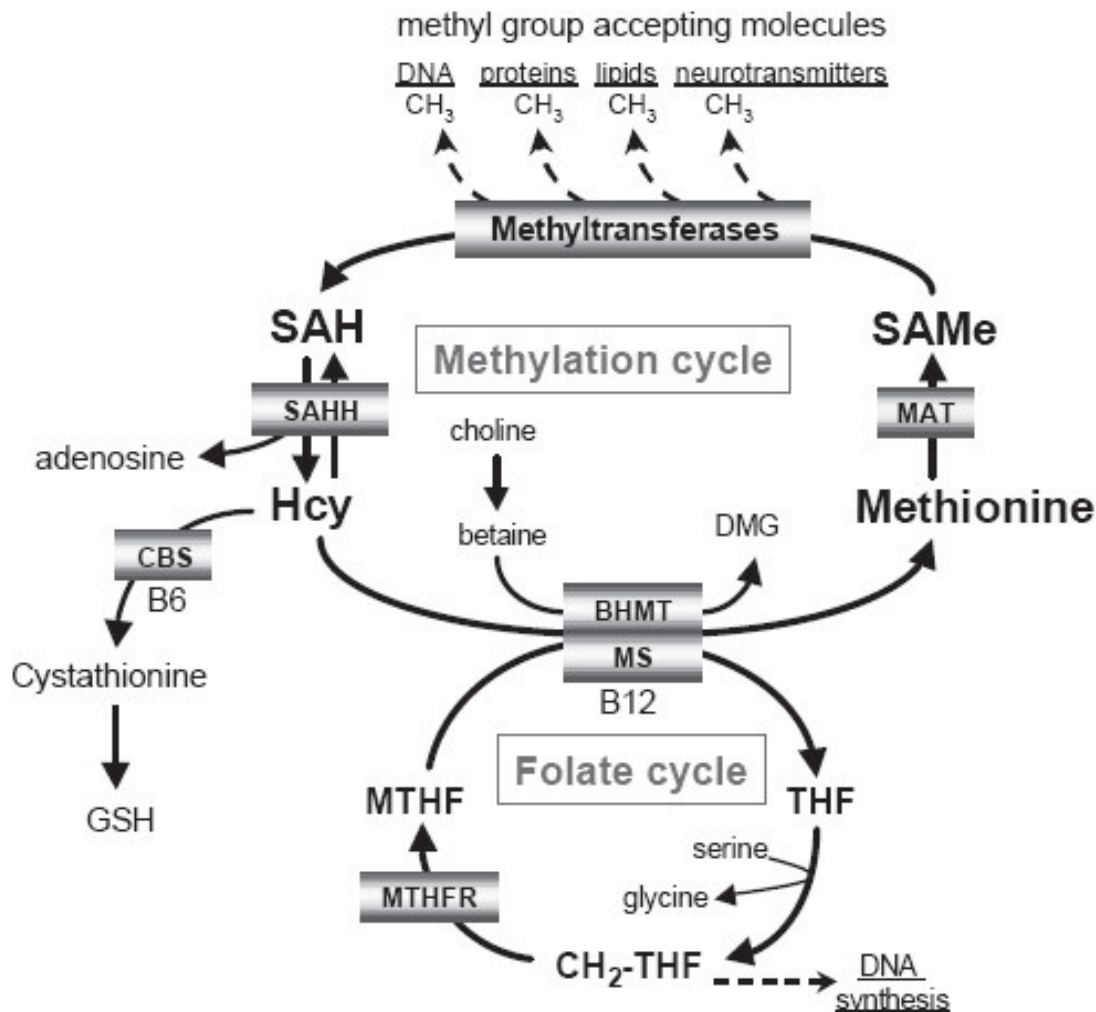 methyl group accepting molecules
DNA proteins lipids neurotransmitters
CH3 CH3 CH3 CH3
Methyltransferases
SAH
SAMe
Methylation cycle
SAHH
MAT
choline
adenosine
Hcy
Methionine
betaine
DMG
CBS
B6
BHMT
MS
B12
Cystathionine
Folate cycle
MTHF
THF
GSH
serine
MTHFR
glycine
CH2-THF
DNA
synthesis